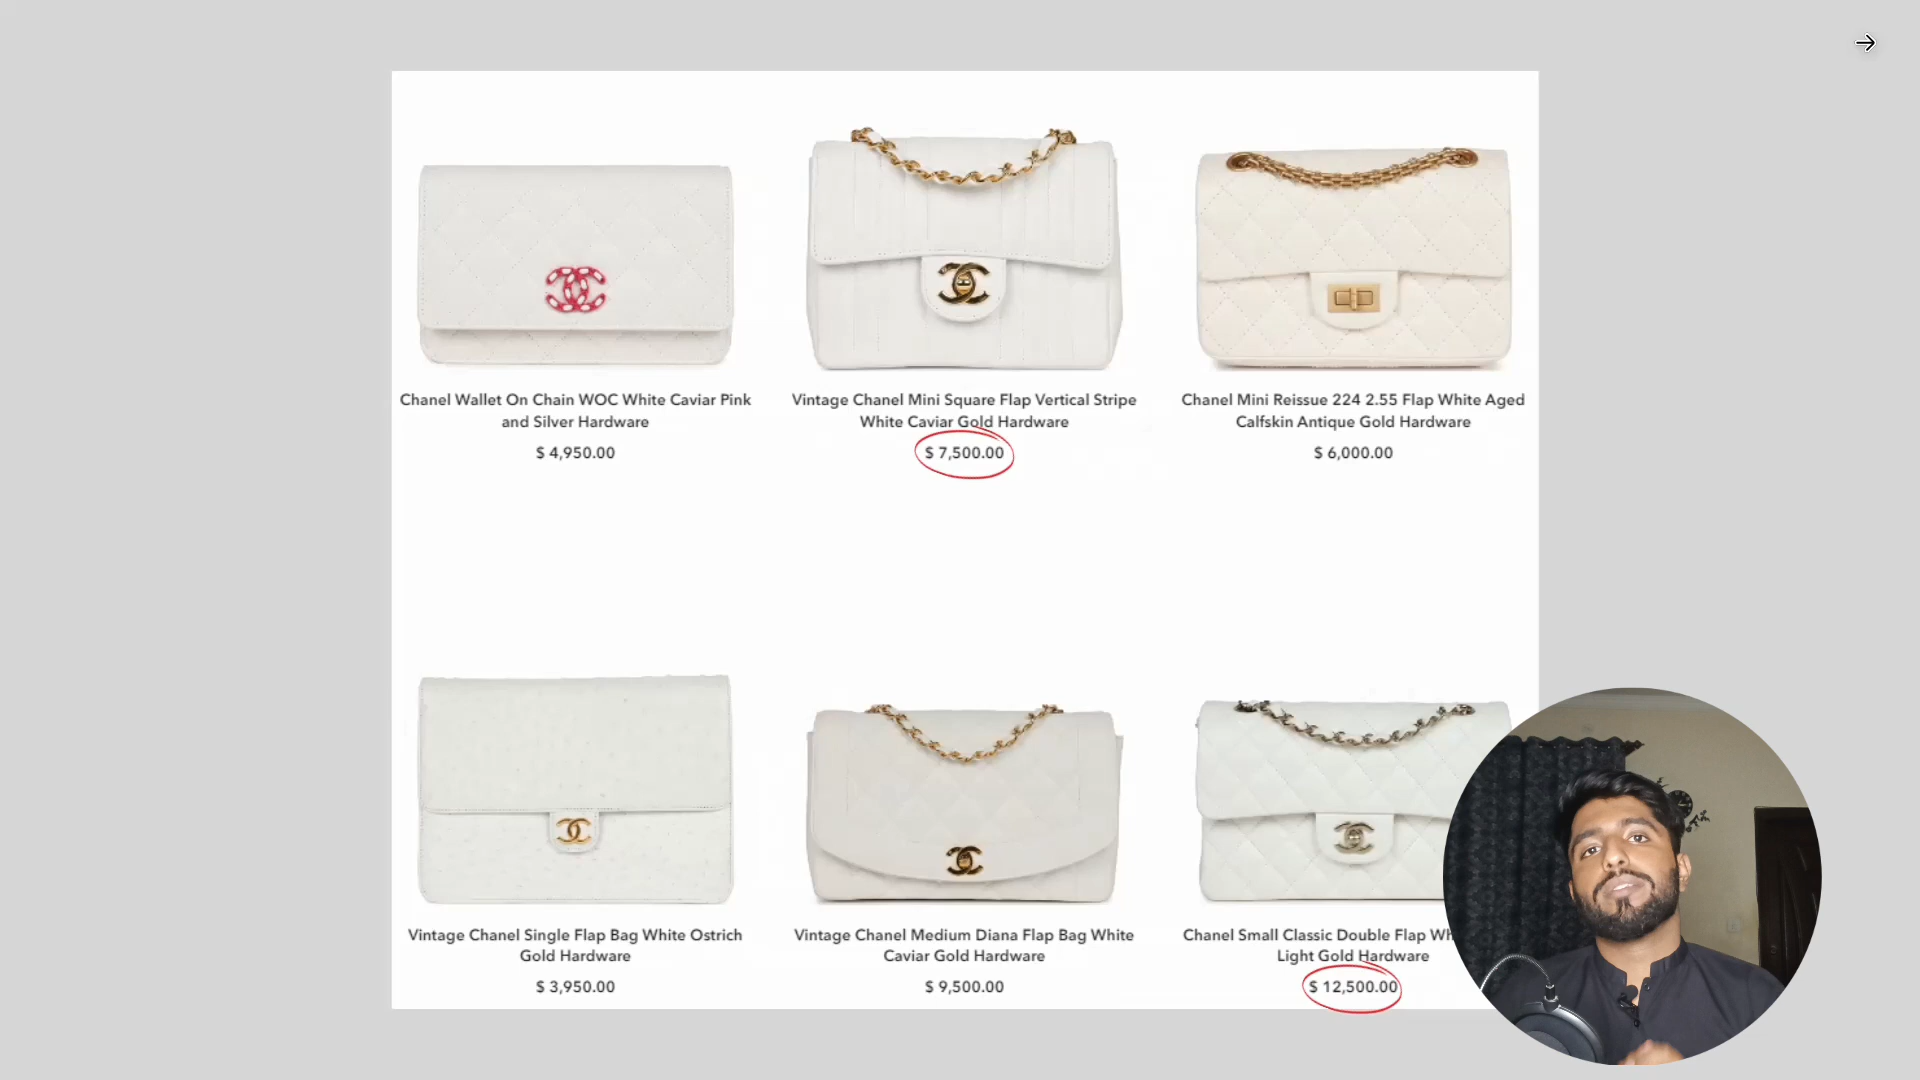 Chanel Wallet On Chain WOC White Caviar Pink
and Silver Hardware
$ 4,950.00
Vintage Chanel Mini Square Flap Vertical Stripe
White Caviar Gold Hardware
$ 7,500.00
Chanel Mini Reissue 224 2.55 Flap White Aged
Calfskin Antique Gold Hardware
$ 6,000.00
Vintage Chanel Single Flap Bag White Ostrich
Gold Hardware
$ 3,950.00
Vintage Chanel Medium Diana Flap Bag White
Caviar Gold Hardware
$ 9,500.00
Chanel Small Classic Double Flap
Light Gold Hardware
$ 12,500.00